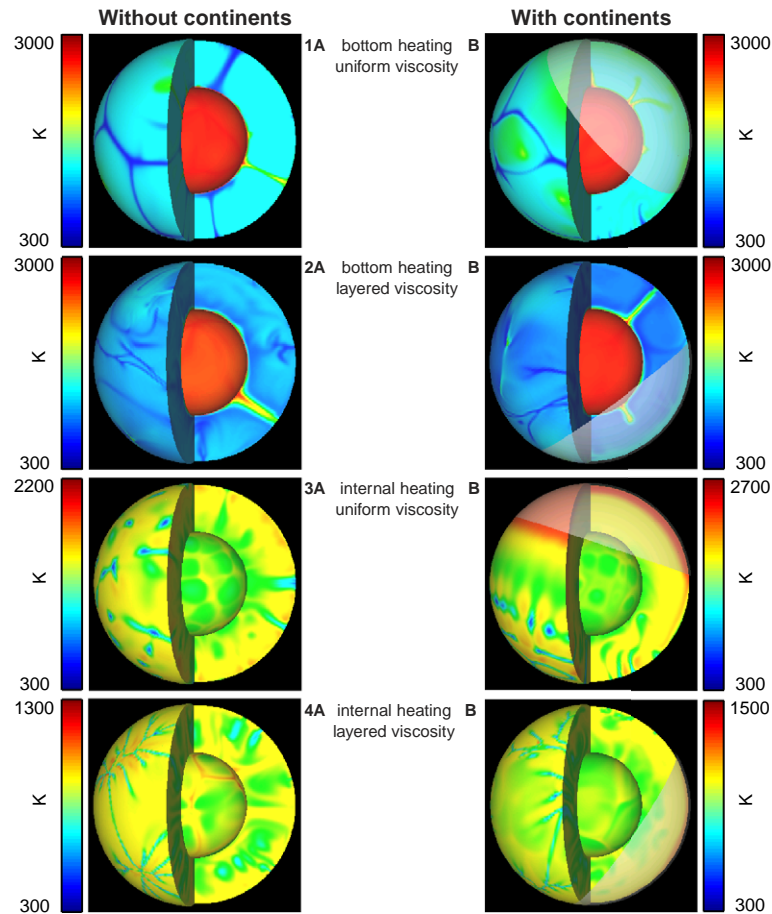 Without continents
With continents
3000
K
300
1A bottom heating B
uniform viscosity
3000
K
300
3000
K
300
2A bottom heating B
layered viscosity
3000
K
300
2200
K
300
3A internal heating B
uniform viscosity
2700
K
300
1300
K
300
4A internal heating B
layered viscosity
1500
K
300